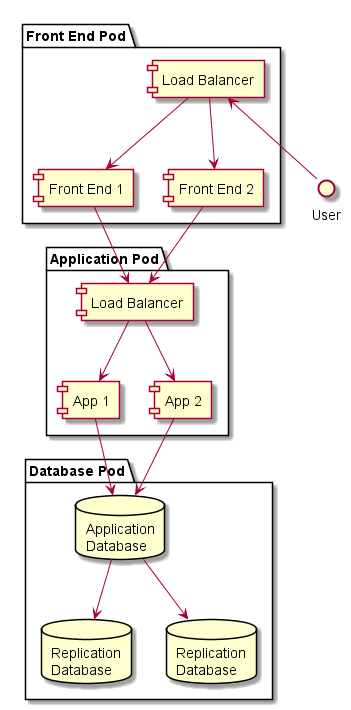 Front End Pod
Load Balancer
Front End 1
Front End 2
User
Application Pod
Load Balancer
App 1
App 2
Database Pod
Application
Database
Replication
Database
Replication
Database